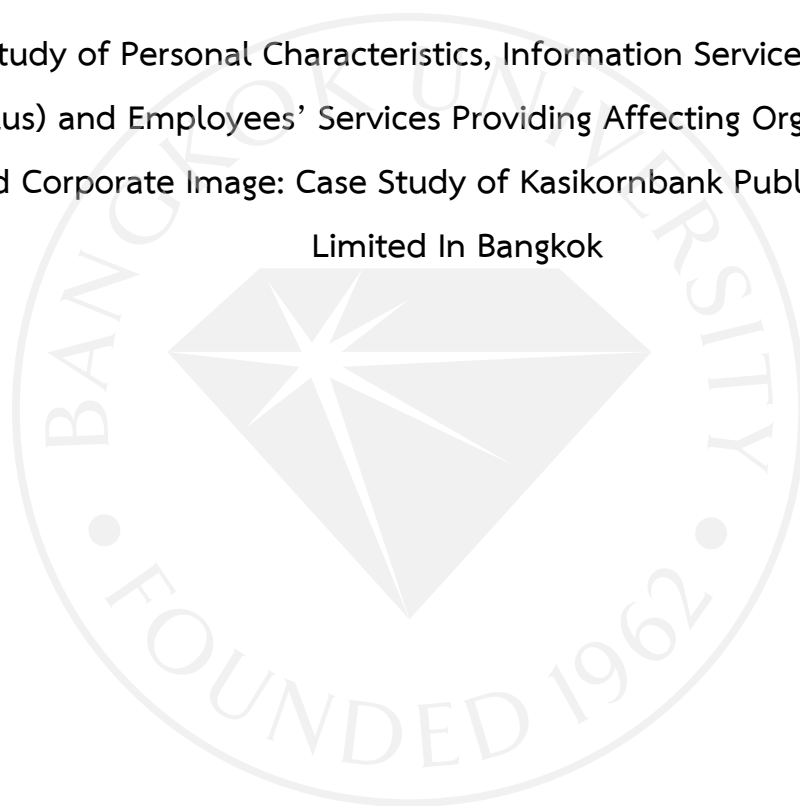 tudy of Personal Characteristics, Information Service
us) and Employees’ Services Providing Affecting Org
d Corporate Image: Case Study of Kasikornbank Publ
Limited In Bangkok
BANGKOK UNIVERSITY
• FOUNDED 1962 •